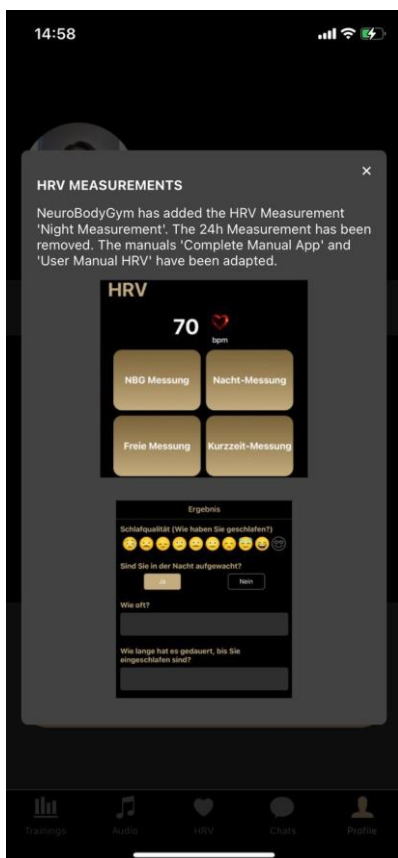 14:58
HRV MEASUREMENTS
NeuroBodyGym has added the HRV Measurement
'Night Measurement'. The 24h Measurement has been
removed. The manuals 'Complete Manual App' and
'User Manual HRV' have been adapted.
HRV
70
bpm
NBG Messung
Nacht-Messung
Freie Messung
Kurzzeit-Messung
Ergebnis
Schlafqualität (Wie haben Sie geschlafen?)
Sind Sie in der Nacht aufgewacht?
Ja
Nein
Wie oft?
Wie lange hat es gedauert, bis Sie
eingeschlafen sind?
Trainings
Audio
HRV
Chats
Profile